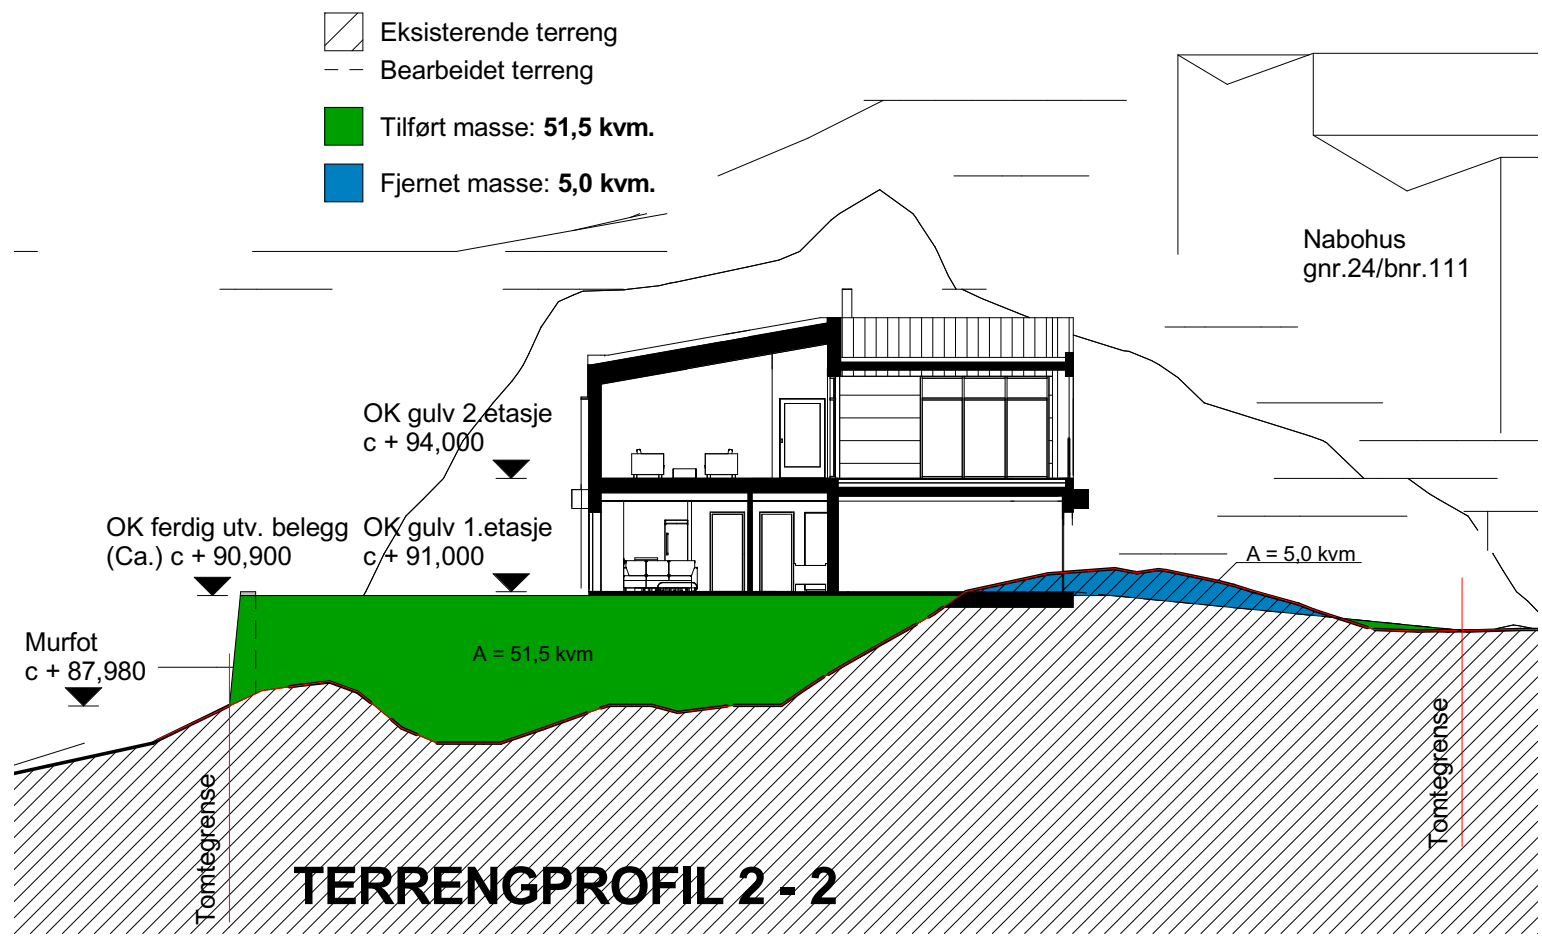 Eksisterende terreng
Bearbeidet terreng
Tilført masse: 51,5 kvm.
Fjernet masse: 5,0 kvm.
Nabohus
gnr.24/bnr.111
OK gulv 2.etasje
c + 94,000
OK ferdig utv. belegg
(Ca.) c + 90,900
OK gulv 1.etasje
c + 91,000
A = 5,0 kvm
Murfot
c + 87,980
A = 51,5 kvm
Tomtegrense
Tomtegrense
TERRENGPROFIL 2 - 2